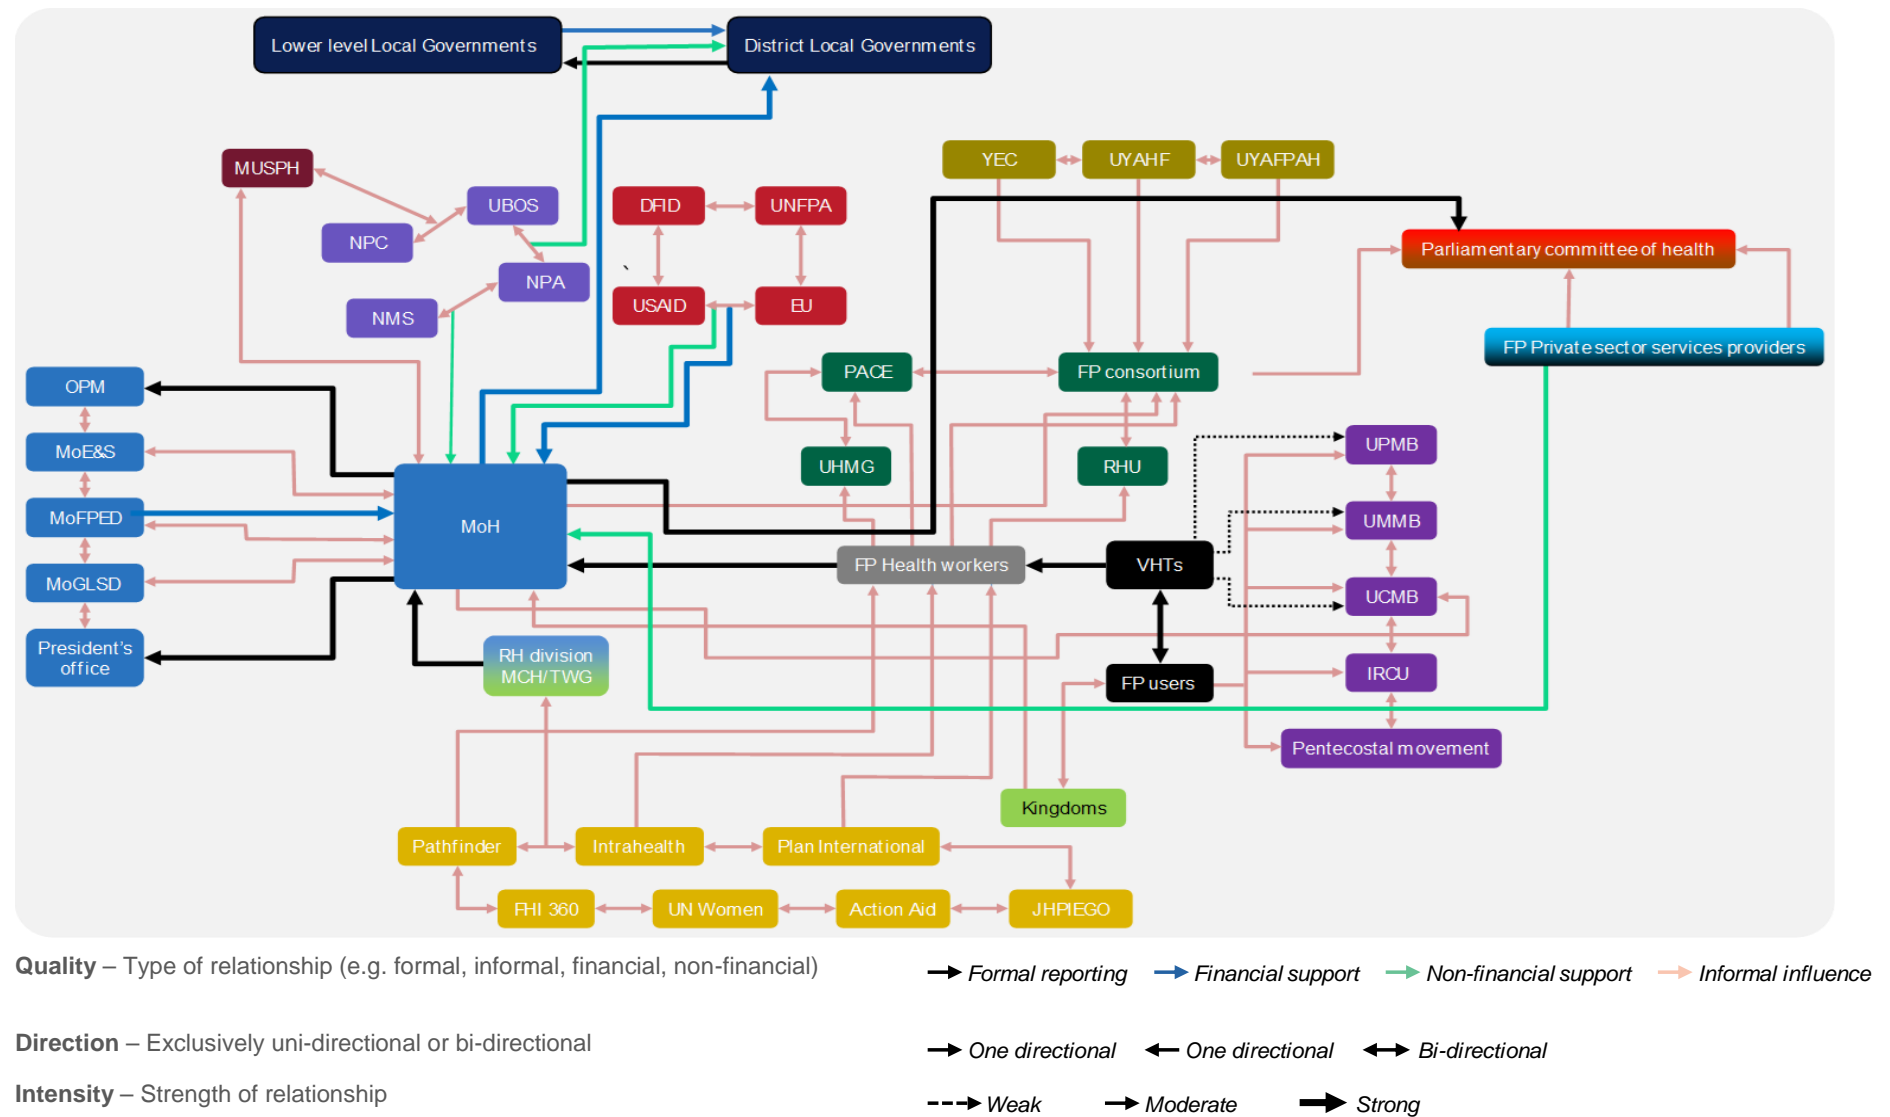 Lower level Local Governments
District Local Governments
MUSPH
YEC
UYAHF
UYAFPAH
UBOS
DFID
UNFPA
NPC
Parliamentary committee of health
`
NPA
USAID
EU
NMS
FP Private sector services providers
OPM
PACE
FP consortium
MoE&S
UPMB
UHMG
RHU
MoFPED
MoH
UMMB
MoGLSD
FP Health workers
VHTs
UCMB
President's
office
RH division
MCH/TWG
FP users
IRCU
Pentecostal movement
Kingdoms
Pathfinder
Intrahealth
Plan International
FHI 360
UN Women
Action Aid
JHPIEGO
Quality – Type of relationship (e.g. formal, informal, financial, non-financial)
Formal reporting
Financial support
Non-financial support
Informal influence
Direction – Exclusively uni-directional or bi-directional
One directional
One directional
Bi-directional
Intensity – Strength of relationship
Weak
Moderate
Strong